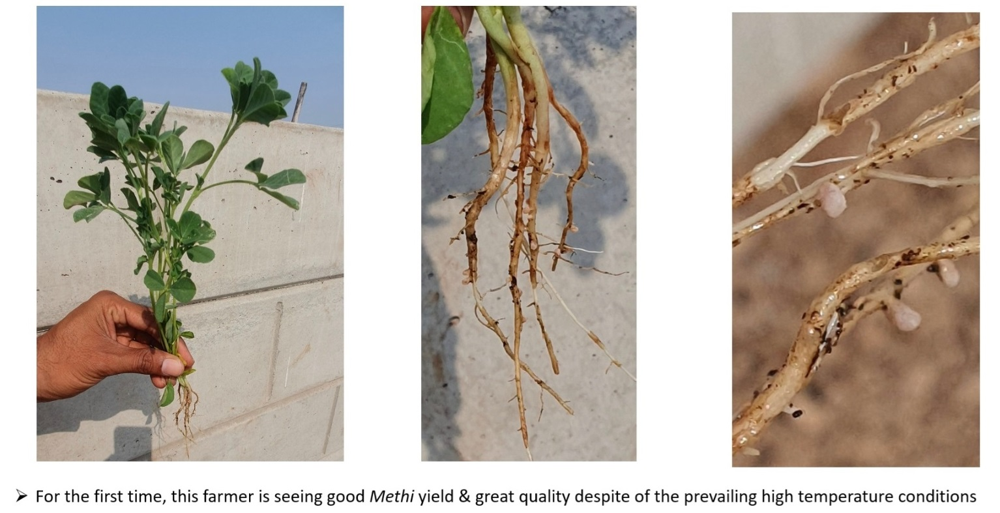 ➢ For the first time, this farmer is seeing good Methi yield & great quality despite of the prevailing high temperature conditions